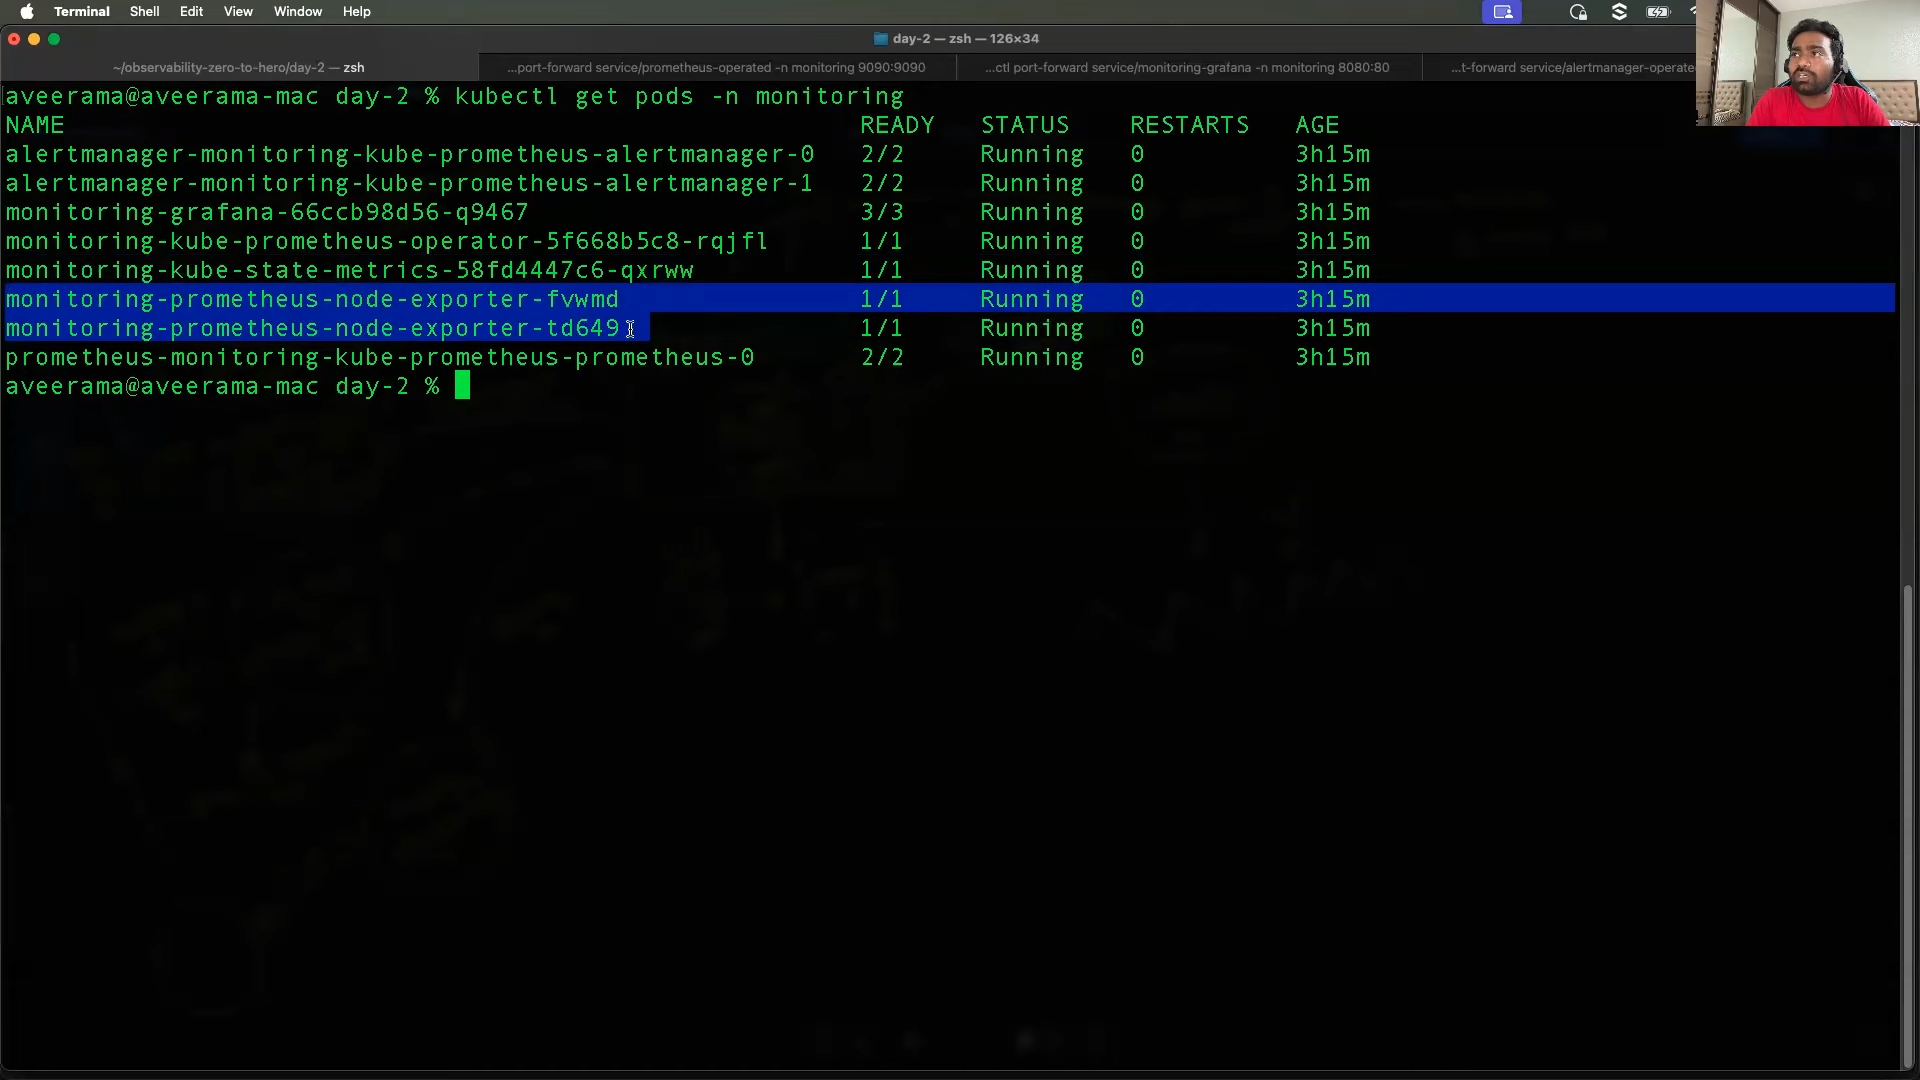 Terminal Shell Edit View Window Help
day-2 — zsh — 126×34
~/observability-zero-to-hero/day-2 — zsh ...port-forward service/prometheus-operated -n monitoring 9090:9090 ...ctl port-forward service/monitoring-grafana -n monitoring 8080:80 ...t-forward service/alertmanager-operate
aveerama@aveerama-mac day-2 % kubectl get pods -n monitoring
NAME READY STATUS RESTARTS AGE
alertmanager-monitoring-kube-prometheus-alertmanager-0 2/2 Running 0 3h15m
alertmanager-monitoring-kube-prometheus-alertmanager-1 2/2 Running 0 3h15m
monitoring-grafana-66ccb98d56-q9467 3/3 Running 0 3h15m
monitoring-kube-prometheus-operator-5f668b5c8-rqjfl 1/1 Running 0 3h15m
monitoring-kube-state-metrics-58fd4447c6-qxrww 1/1 Running 0 3h15m
monitoring-prometheus-node-exporter-fvwmd 1/1 Running 0 3h15m
monitoring-prometheus-node-exporter-td649 1/1 Running 0 3h15m
prometheus-monitoring-kube-prometheus-prometheus-0 2/2 Running 0 3h15m
aveerama@aveerama-mac day-2 %